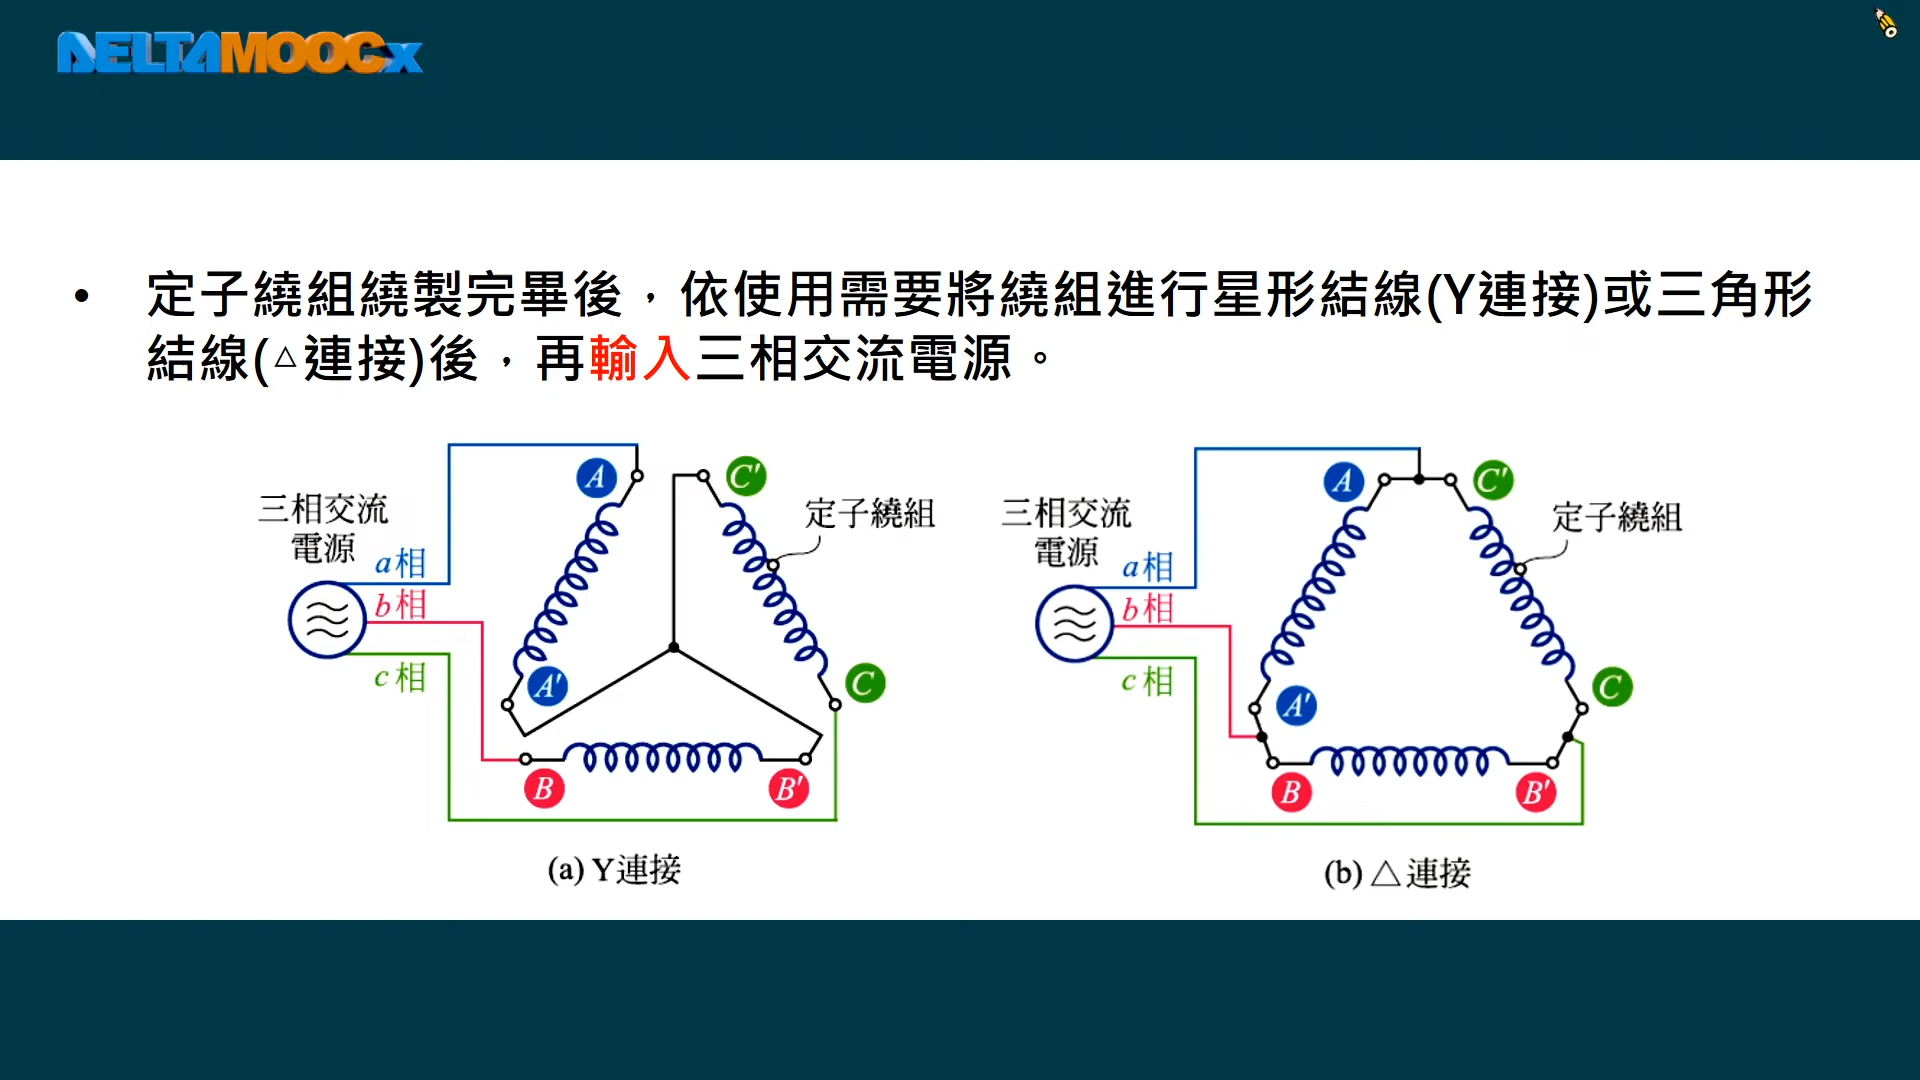 DELTAMOOCx
• 定子繞組繞製完畢後，依使用需要將繞組進行星形結線(Y連接)或三角形
結線(△連接)後，再輸入三相交流電源。
三相交流
電源
a相
b相
c相
A
A'
B
B'
C'
C
定子繞組
(a) Y連接
三相交流
電源
a相
b相
c相
A
A'
B
B'
C'
C
定子繞組
(b) △連接